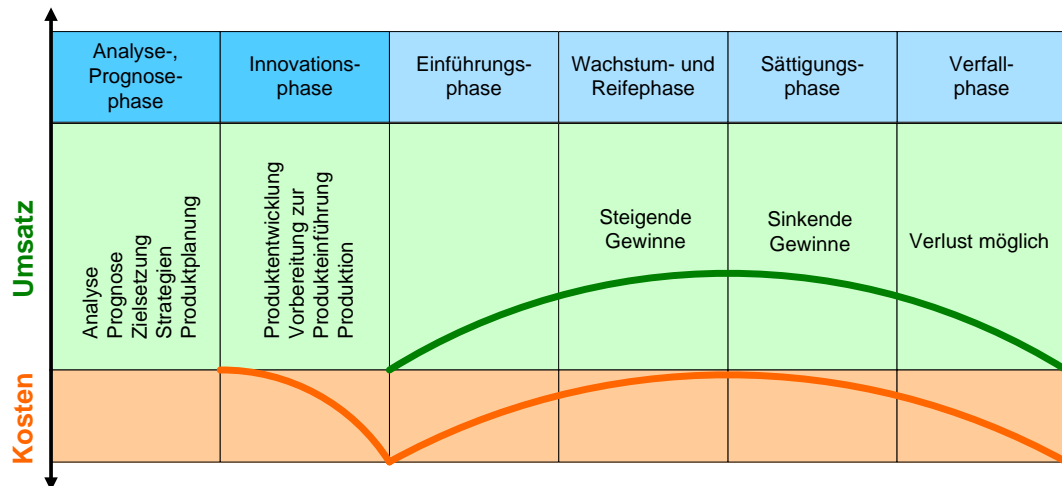 Analyse-,
Prognose-
phase
Innovations-
phase
Einführungs-
phase
Wachstum- und
Reifephase
Sättigungs-
phase
Verfall-
phase
Umsatz
Analyse
Prognose
Zielsetzung
Strategien
Produktplanung
Produktentwicklung
Vorbereitung zur
Produkteinführung
Produktion
Steigende
Gewinne
Sinkende
Gewinne
Verlust möglich
Kosten